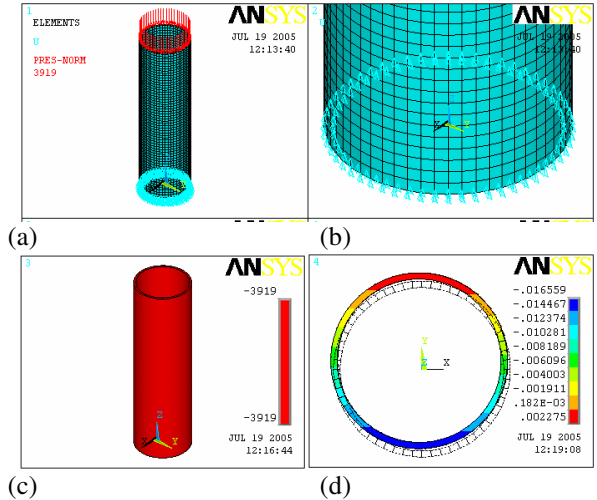 1
ANSYS
ELEMENTS
JUL 19 2005
12:13:40
U
PRES-NORM
3919
2
ANSYS
U
JUL 19 2005
X Z Y
(a)
(b)
3
ANSYS
-3919
-3919
Z
X Y
JUL 19 2005
12:16:44
4
ANSYS
-.016559
-.014467
-.012374
-.010281
-.008189
-.006096
-.004003
-.001911
.182E-03
.002275
Y
Z X
JUL 19 2005
12:19:08
(c)
(d)